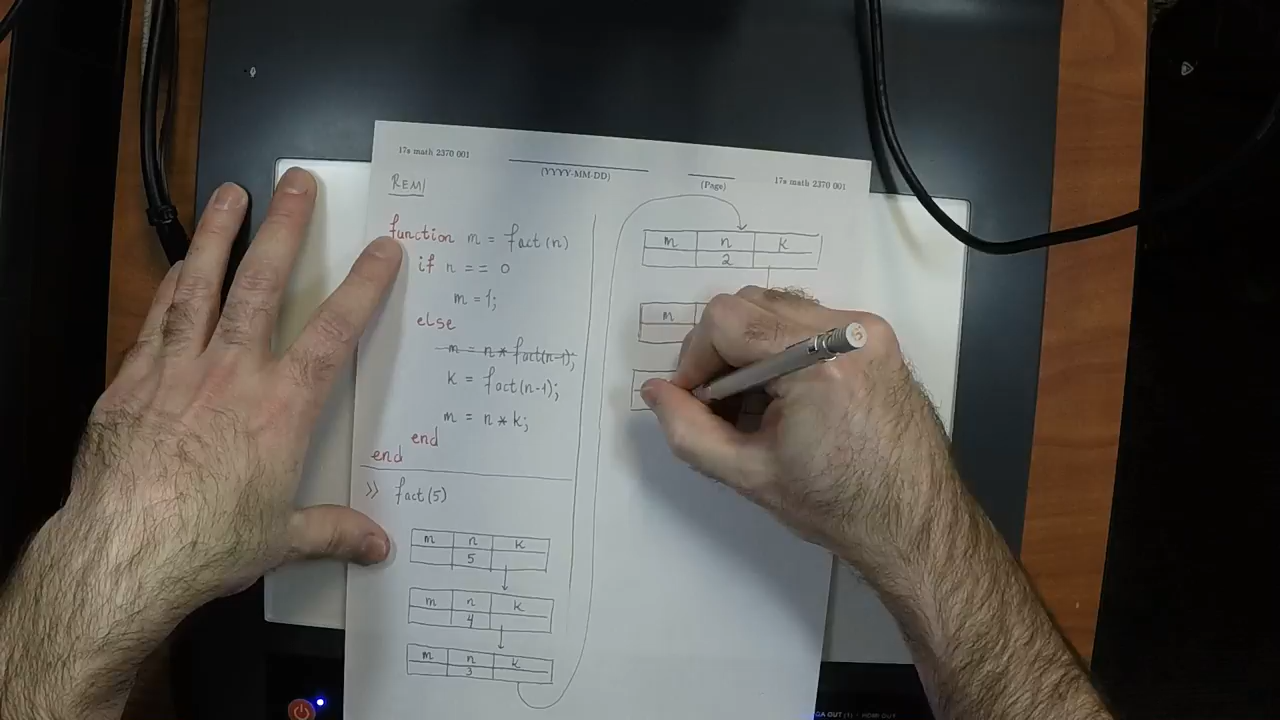 17s math 2370 001
(YYYY-MM-DD)
(Page)
17s math 2370 001
REM
function m = fact(n)
if n == 0
m = 1;
else
m = n * fact(n-1);
k = fact(n-1);
m = n * k;
end
end
>> fact(5)
m n k
5
m n k
4
m n k
3
m n k
2
m